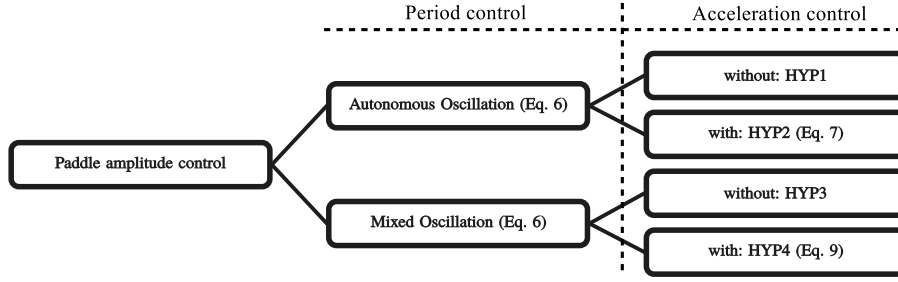 Period control
Acceleration control
without: HYP1
Autonomous Oscillation (Eq. 6)
with: HYP2 (Eq. 7)
Paddle amplitude control
without: HYP3
Mixed Oscillation (Eq. 6)
with: HYP4 (Eq. 9)